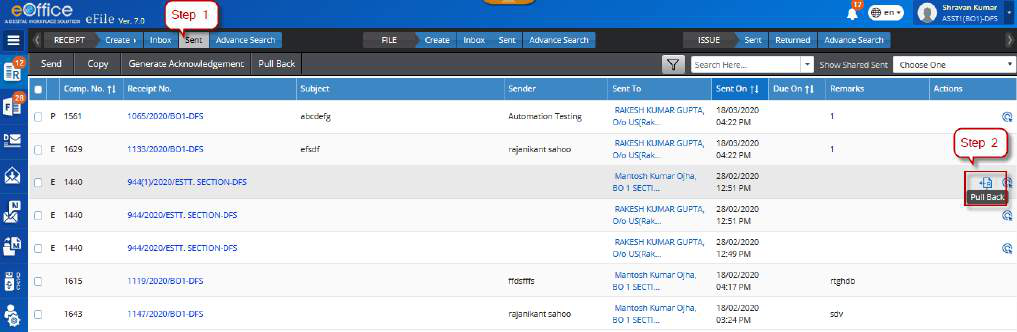 Step 1
eOffice
A DIGITAL WORKPLACE SOLUTION
eFile Ver. 7.0
12
en
Shravan Kumar
ASST1(BO1)-DFS
RECEIPT Create Inbox Sent Advance Search
FILE Create Inbox Sent Advance Search
ISSUE Sent Returned Advance Search
Send Copy Generate Acknowledgement Pull Back
Search Here... Show Shared Sent Choose One
12
R
28
F
Comp. No. Receipt No. Subject Sender Sent To Sent On Due On Remarks Actions
P 1561 1065/2020/BO1-DFS abcdefg Automation Testing RAKESH KUMAR GUPTA, 18/03/2020 1
O/o US(Rak... 04:22 PM
E 1629 1133/2020/BO1-DFS efsdf rajanikant sahoo RAKESH KUMAR GUPTA, 18/03/2020 1
O/o US(Rak... 04:22 PM
Step 2
E 1440 944(1)/2020/ESTT. SECTION-DFS Mantosh Kumar Ojha, 28/02/2020
BO 1 SECTI... 12:51 PM
Pull Back
E 1440 944/2020/ESTT. SECTION-DFS RAKESH KUMAR GUPTA, 28/02/2020
O/o US(Rak... 12:51 PM
E 1440 944/2020/ESTT. SECTION-DFS RAKESH KUMAR GUPTA, 28/02/2020
O/o US(Rak... 12:49 PM
1615 1119/2020/BO1-DFS ffdsfffs Mantosh Kumar Ojha, 18/02/2020 rtghdb
BO 1 SECTI... 04:17 PM
1643 1147/2020/BO1-DFS rajanikant sahoo Mantosh Kumar Ojha, 18/02/2020 sdv
BO 1 SECTI... 03:24 PM